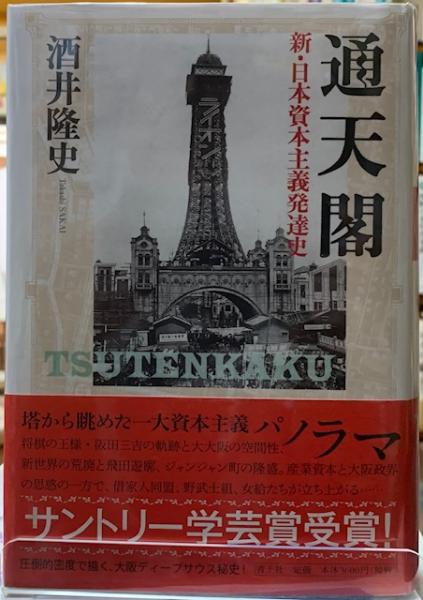 通天閣
新・日本資本主義発達史
酒井隆史
Takashi SAKAI
ライオン
TSUTENKAKU
塔から眺めた一大資本主義パノラマ
将棋の王様・阪田三吉の軌跡と大大阪の空間性、
新世界の荒廃と飛田遊廓、ジャンジャン町の隆盛。産業資本と大阪政界
の思惑の一方で、借家人同盟、野武士組、女給たちが立ち上がる……
サントリー学芸賞受賞!
圧倒的密度で描く、大阪ディープサウス秘史!
青土社 定価 本体3600円(税別)